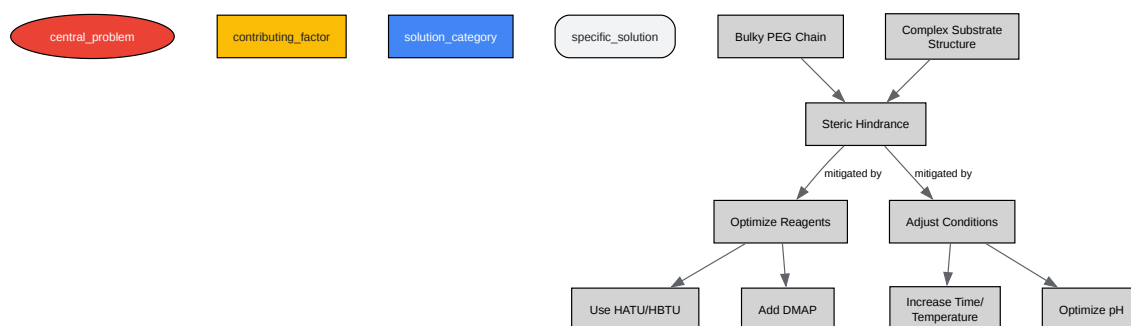 central_problem
contributing_factor
solution_category
specific_solution
Bulky PEG Chain
Complex Substrate
Structure
Steric Hindrance
mitigated by
mitigated by
Optimize Reagents
Adjust Conditions
Use HATU/HBTU
Add DMAP
Increase Time/
Temperature
Optimize pH